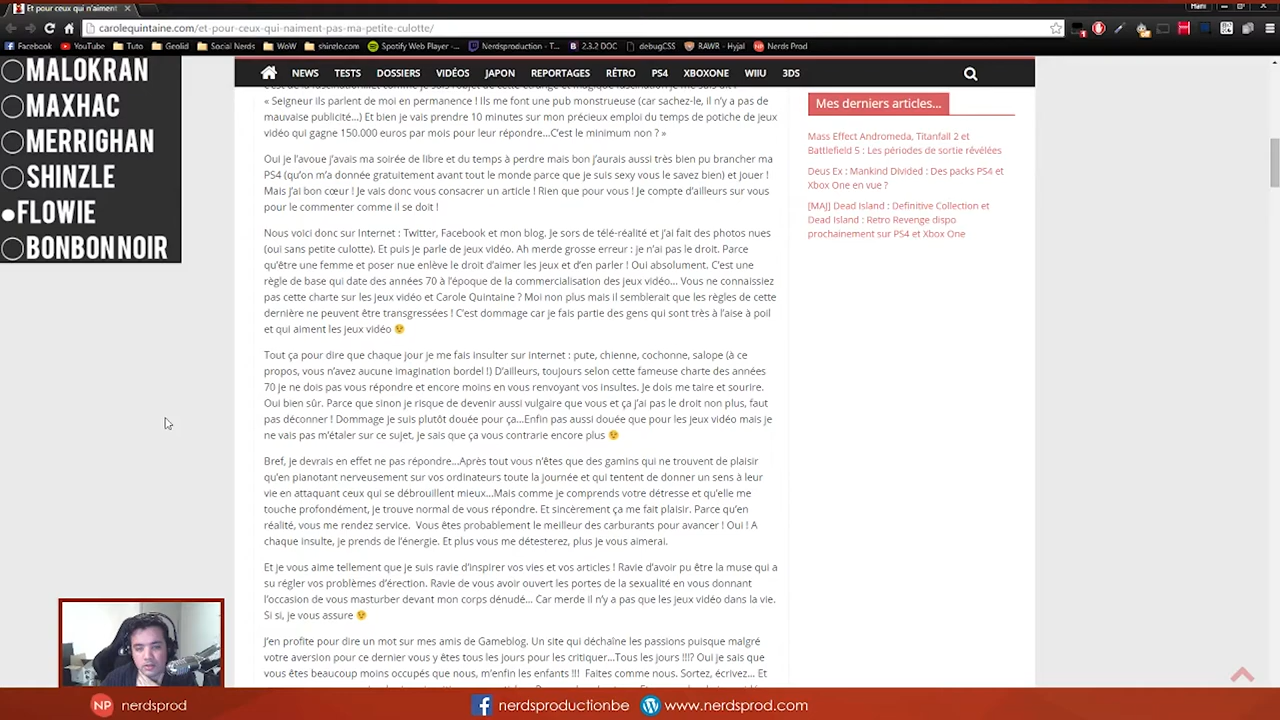 Et pour ceux qui n'aiment
Mani
carolequintaine.com/et-pour-ceux-qui-naiment-pas-ma-petite-culotte/
Facebook YouTube Tuto Geolid Social Nerds WoW shinzle.com Spotify Web Player -... Nerdsproduction - T... 2.3.2 DOC debugCSS RAWR - Hyjal Nerds Prod
MALOKRAN
MAXHAC
MERRIGHAN
SHINZLE
FLOWIE
BONBON NOIR
NEWS TESTS DOSSIERS VIDÉOS JAPON REPORTAGES RÉTRO PS4 XBOXONE WIIU 3DS
« Seigneur ils parlent de moi en permanence ! Ils me font une pub monstrueuse (car sachez-le, il n'y a pas de
mauvaise publicité...) Et bien je vais prendre 10 minutes sur mon précieux emploi du temps de potiche de jeux
vidéo qui gagne 150.000 euros par mois pour leur répondre...C'est le minimum non ? »
Oui je l'avoue j'avais ma soirée de libre et du temps à perdre mais bon j'aurais aussi très bien pu brancher ma
PS4 (qu'on m'a donnée gratuitement avant tout le monde parce que je suis sexy vous le savez bien) et jouer !
Mais j'ai bon cœur ! Je vais donc vous consacrer un article ! Rien que pour vous ! Je compte d'ailleurs sur vous
pour le commenter comme il se doit !
Nous voici donc sur Internet : Twitter, Facebook et mon blog. Je sors de télé-réalité et j'ai fait des photos nues
(oui sans petite culotte). Et puis je parle de jeux vidéo. Ah merde grosse erreur : je n'ai pas le droit. Parce
qu'être une femme et poser nue enlève le droit d'aimer les jeux et d'en parler ! Oui absolument. C'est une
règle de base qui date des années 70 à l'époque de la commercialisation des jeux vidéo... Vous ne connaissiez
pas cette charte sur les jeux vidéo et Carole Quintaine ? Moi non plus mais il semblerait que les règles de cette
dernière ne peuvent être transgressées ! C'est dommage car je fais partie des gens qui sont très à l'aise à poil
et qui aiment les jeux vidéo 😉
Tout ça pour dire que chaque jour je me fais insulter sur internet : pute, chienne, cochonne, salope (à ce
propos, vous n'avez aucune imagination bordel !) D'ailleurs, toujours selon cette fameuse charte des années
70 je ne dois pas vous répondre et encore moins en vous renvoyant vos insultes. Je dois me taire et sourire.
Oui bien sûr. Parce que sinon je risque de devenir aussi vulgaire que vous et ça j'ai pas le droit non plus, faut
pas déconner ! Dommage je suis plutôt douée pour ça...Enfin pas aussi douée que pour les jeux vidéo mais je
ne vais pas m'étaler sur ce sujet, je sais que ça vous contrarie encore plus 😉
Bref, je devrais en effet ne pas répondre...Après tout vous n'êtes que des gamins qui ne trouvent de plaisir
qu'en pianotant nerveusement sur vos ordinateurs toute la journée et qui tentent de donner un sens à leur
vie en attaquant ceux qui se débrouillent mieux...Mais comme je comprends votre détresse et qu'elle me
touche profondément, je trouve normal de vous répondre. Et sincèrement ça me fait plaisir. Parce qu'en
réalité, vous me rendez service. Vous êtes probablement le meilleur des carburants pour avancer ! Oui ! A
chaque insulte, je prends de l'énergie. Et plus vous me détesterez, plus je vous aimerai.
Et je vous aime tellement que je suis ravie d'inspirer vos vies et vos articles ! Ravie d'avoir pu être la muse qui a
su régler vos problèmes d'érection. Ravie de vous avoir ouvert les portes de la sexualité en vous donnant
l'occasion de vous masturber devant mon corps dénudé... Car merde il n'y a pas que les jeux vidéo dans la vie.
Si si, je vous assure 😉
J'en profite pour dire un mot sur mes amis de Gameblog. Un site qui déchaîne les passions puisque malgré
votre aversion pour ce dernier vous y êtes tous les jours pour les critiquer...Tous les jours !!!? Oui je sais que
vous êtes beaucoup moins occupés que nous, m'enfin les enfants !!! Faites comme nous. Sortez, écrivez... Et
Mes derniers articles...
Mass Effect Andromeda, Titanfall 2 et
Battlefield 5 : Les périodes de sortie révélées
Deus Ex : Mankind Divided : Des packs PS4 et
Xbox One en vue ?
[MAJ] Dead Island : Definitive Collection et
Dead Island : Retro Revenge dispo
prochainement sur PS4 et Xbox One
NP nerdsprod nerdsproductionbe www.nerdsprod.com